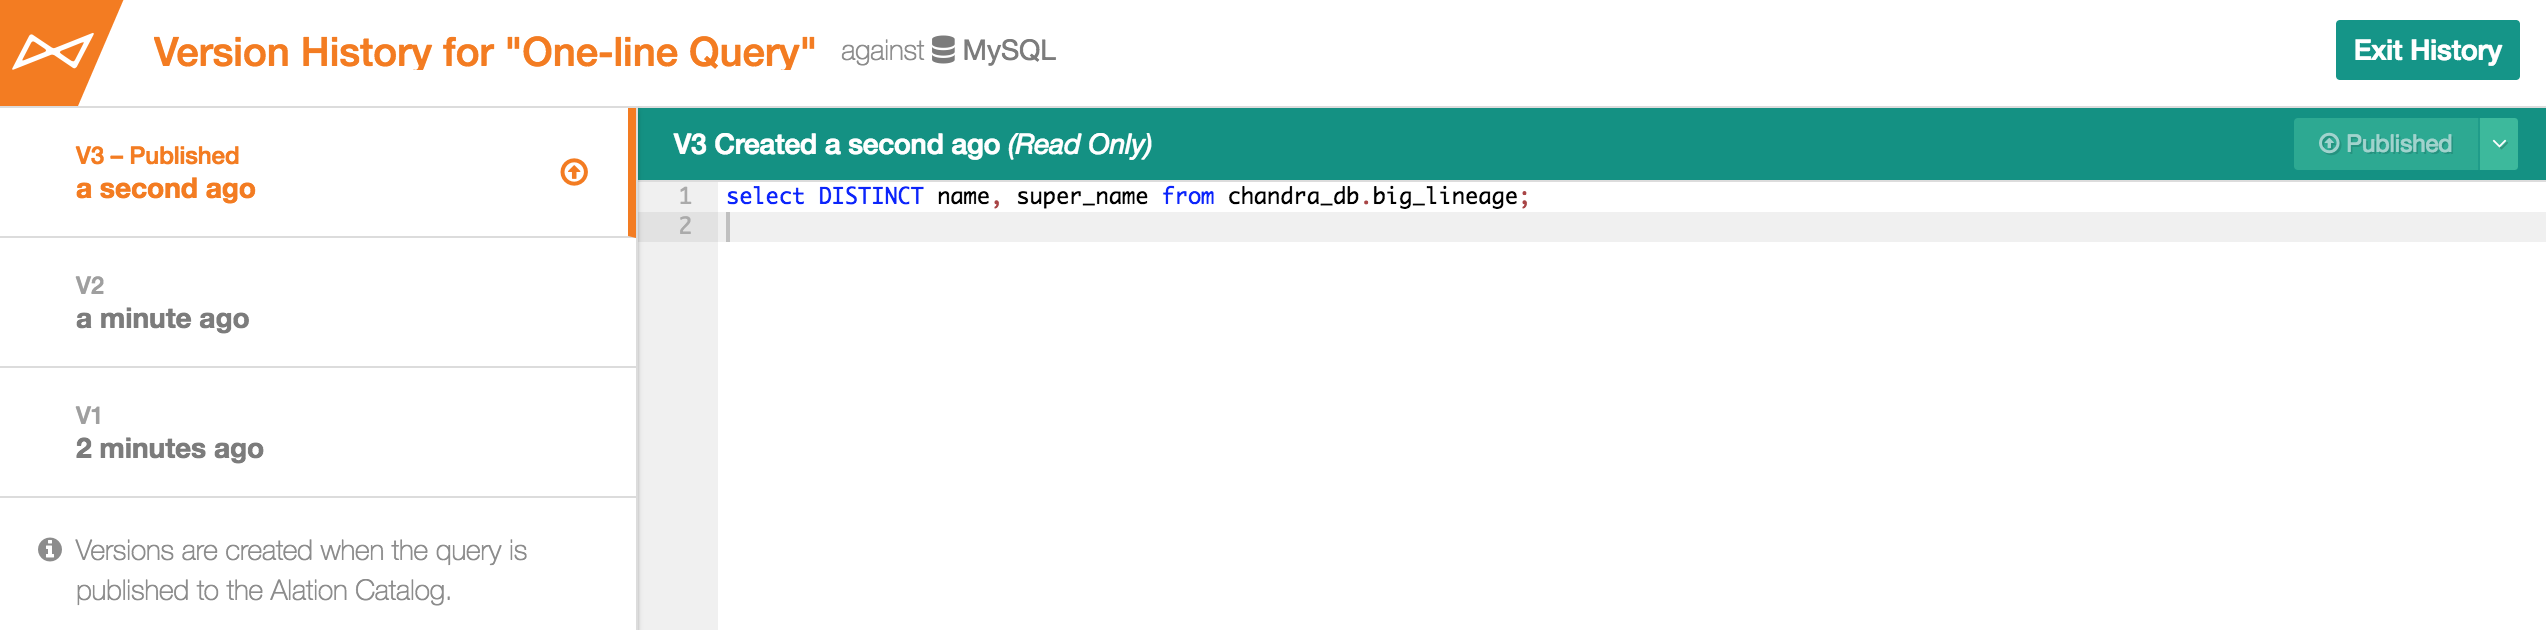 Version History for "One-line Query" against MySQL
Exit History
V3 – Published
a second ago
V2
a minute ago
V1
2 minutes ago
Versions are created when the query is
published to the Alation Catalog.
V3 Created a second ago (Read Only)
Published
1 select DISTINCT name, super_name from chandra_db.big_lineage;
2